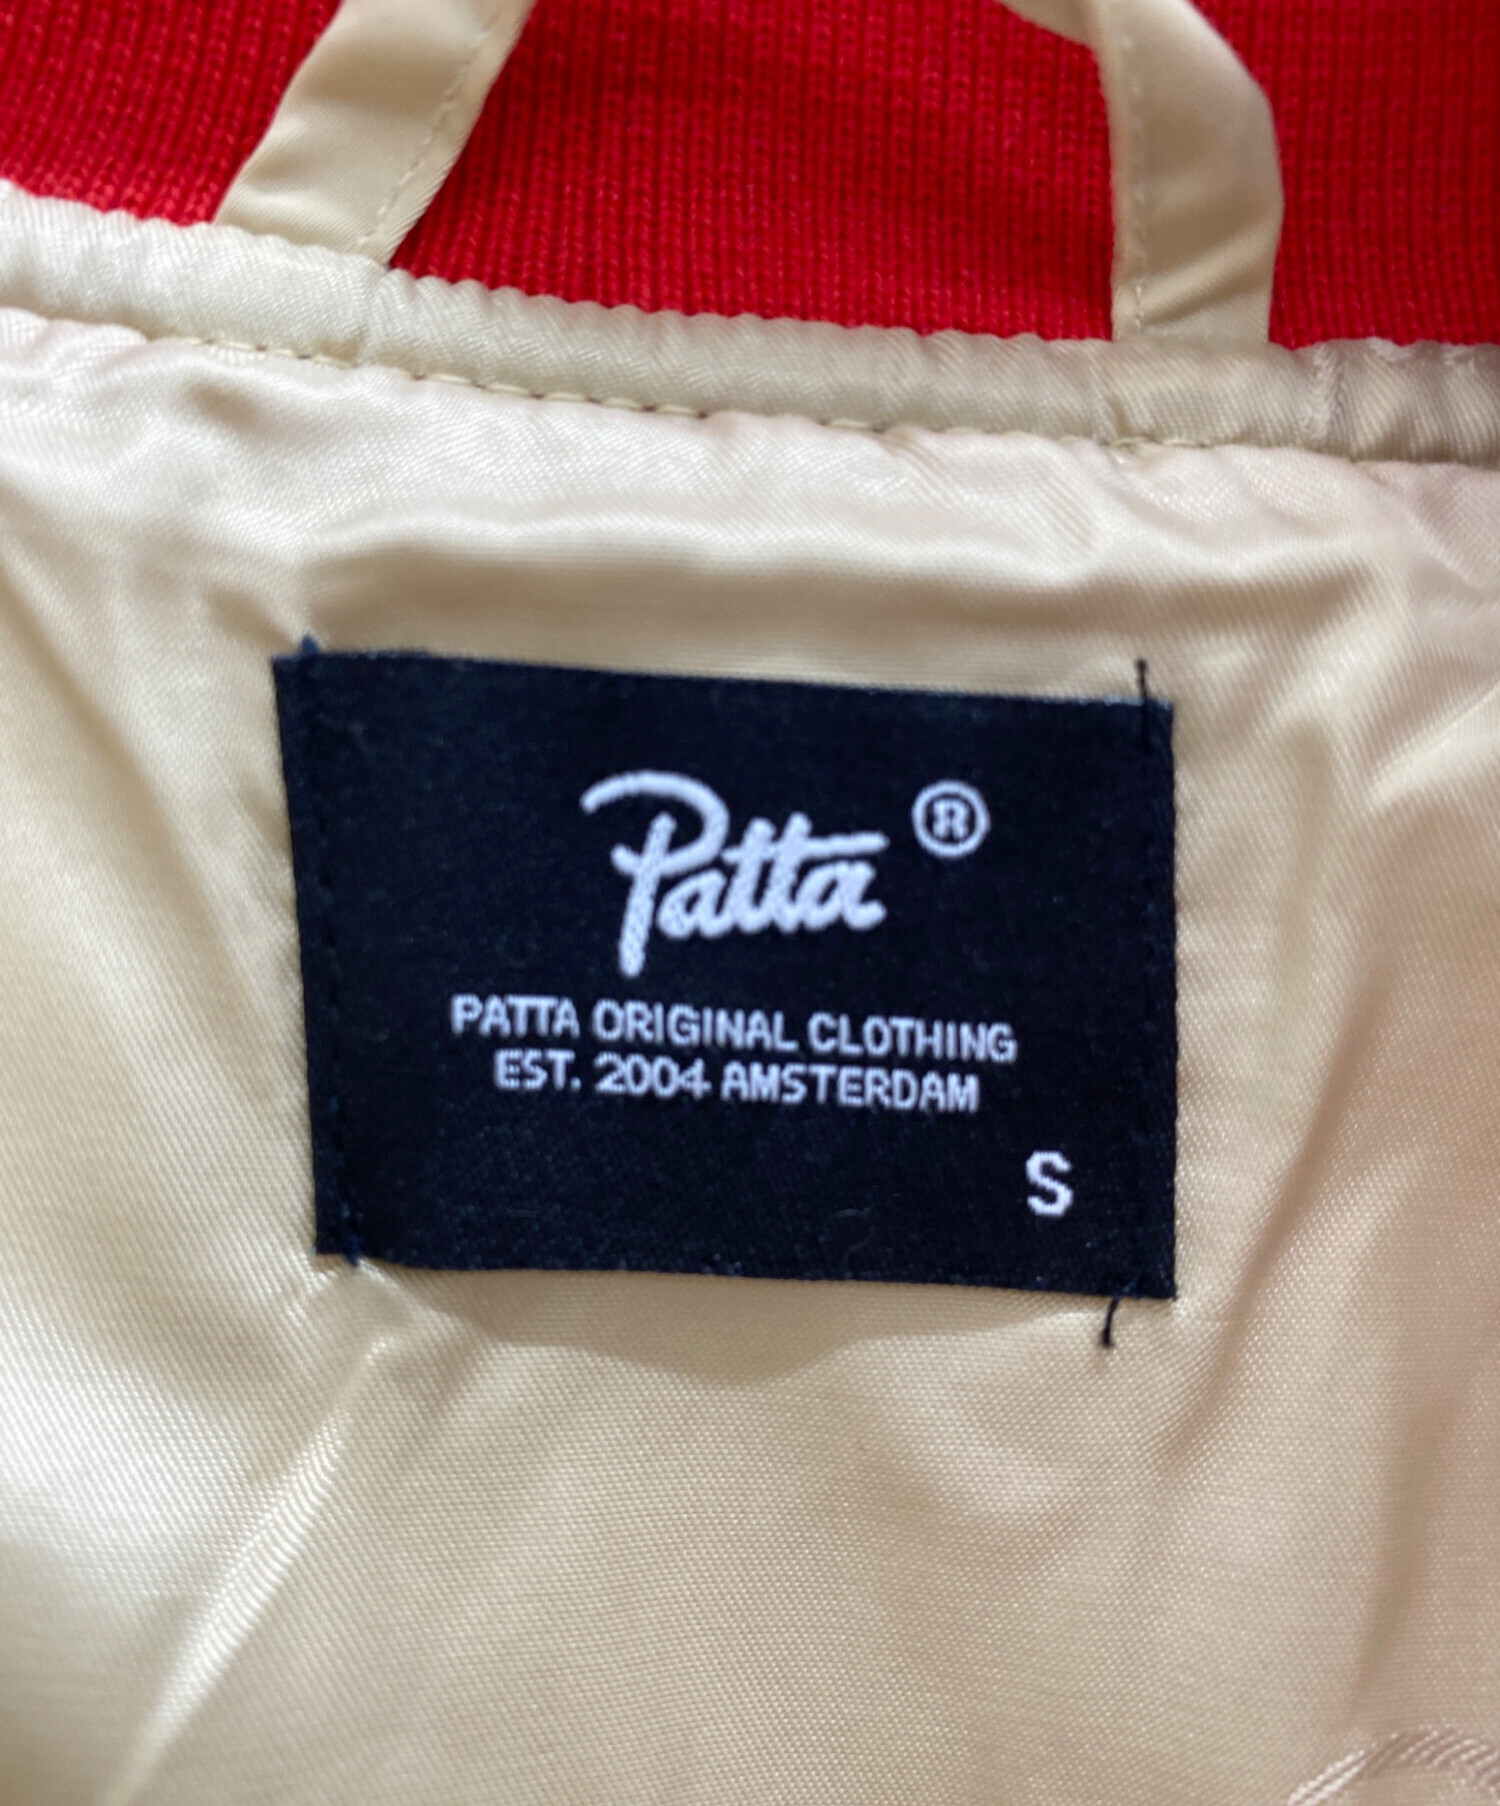 Patta®
PATTA ORIGINAL CLOTHING
EST. 2004 AMSTERDAM
S